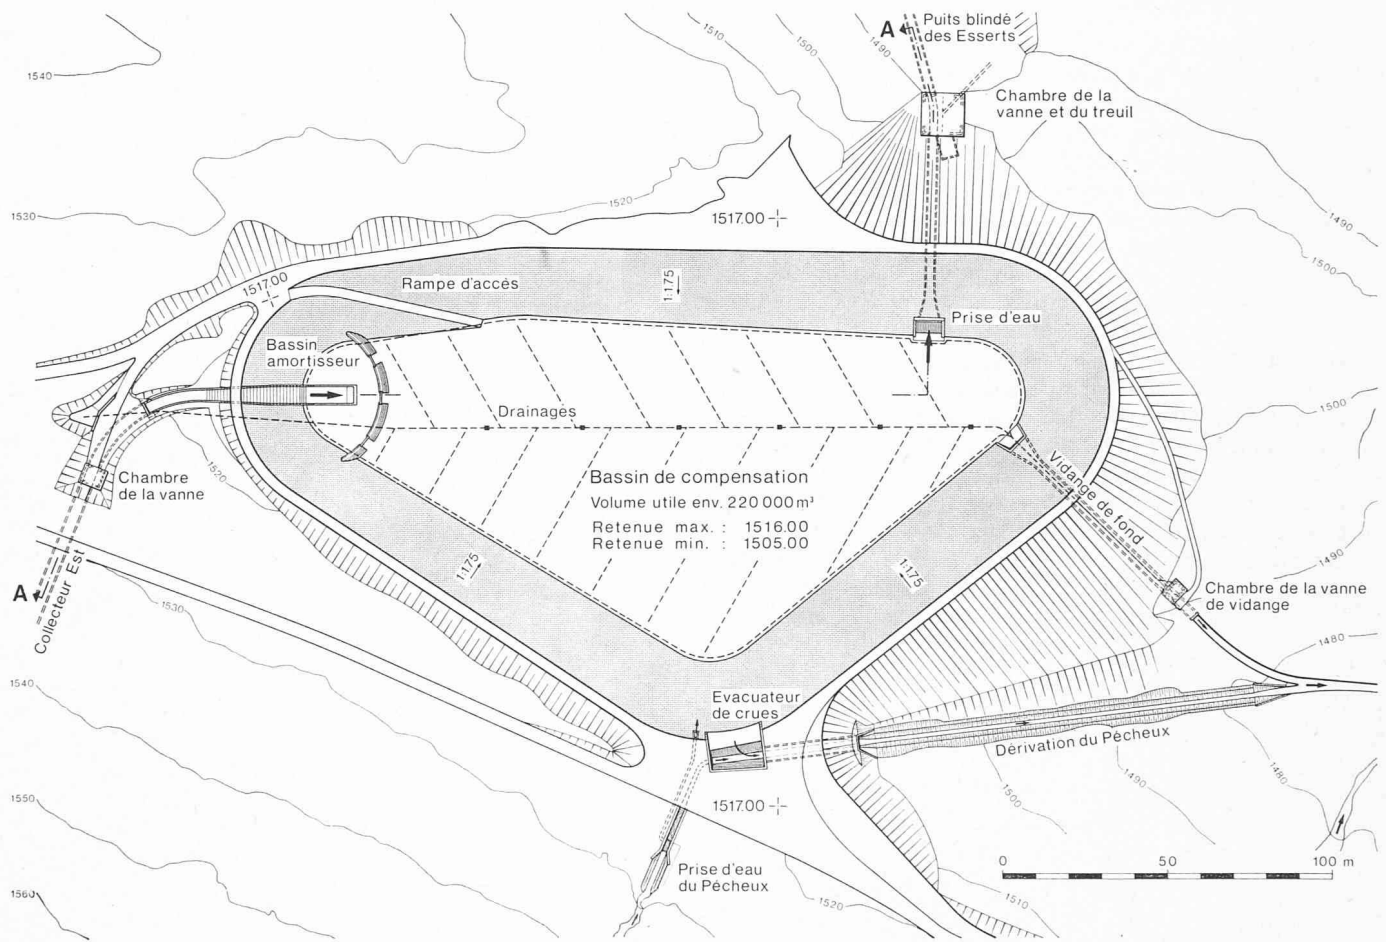 A
Puits blindé
des Esserts
1510
1500
1490
1540
Chambre de la
vanne et du treuil
1530
1520
1517.00
1490
1500
1517.00
Rampe d'accès
1:1.75
Prise d'eau
Bassin
amortisseur
Drainages
1500
1520
Chambre
de la vanne
Bassin de compensation
Volume utile env. 220 000 m³
Retenue max. : 1516.00
Retenue min. : 1505.00
Vidange de fond
1:1.75
1:1.75
1490
A
Collecteur Est
1530
Chambre de la vanne
de vidange
1480
1540
Evacuateur
de crues
Dérivation du Pécheux
1480
1490
1500
1550
1517.00
Prise d'eau
du Pécheux
0 50 100 m
1510
1520
1560